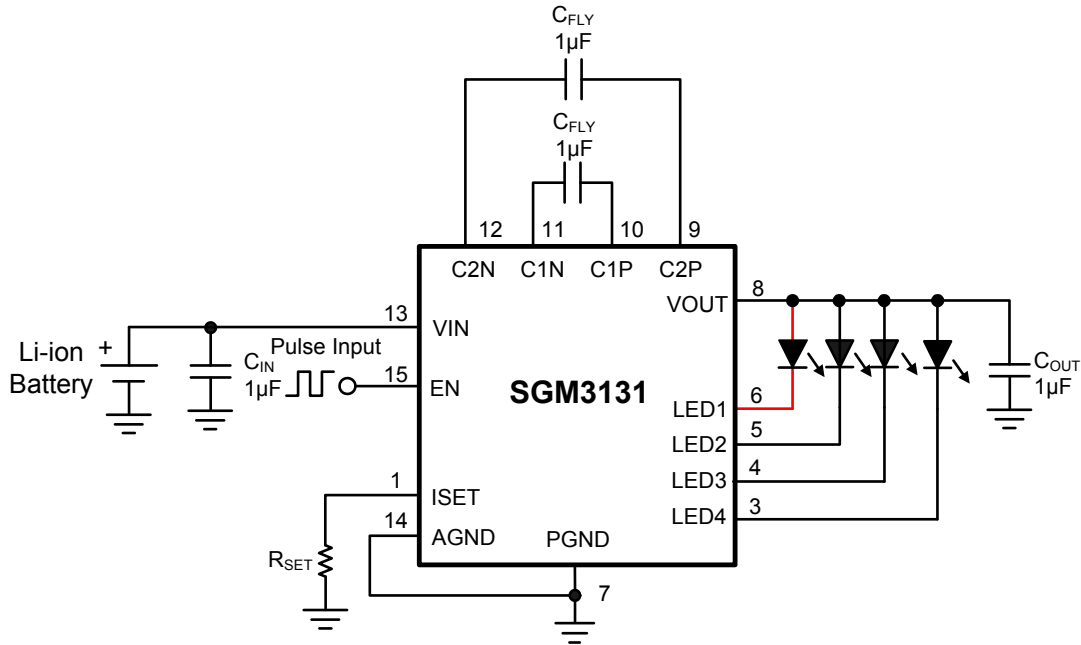 CFLY
1µF
CFLY
1µF
12
11
10
9
C2N
C1N
C1P
C2P
VOUT
8
13
VIN
Li-ion
Battery
+
CIN
1µF
Pulse Input
15
EN
SGM3131
COUT
1µF
LED1
6
LED2
5
LED3
4
LED4
3
1
ISET
14
AGND
PGND
RSET
7